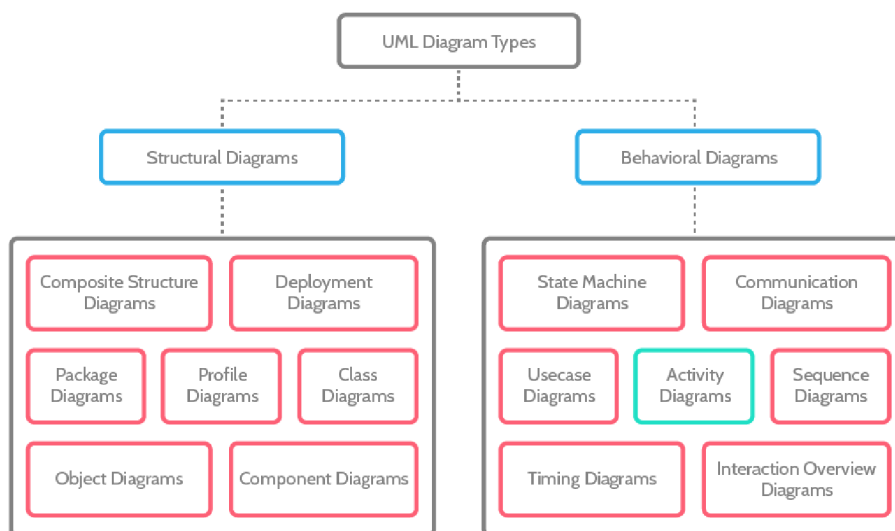 UML Diagram Types
Structural Diagrams
Behavioral Diagrams
Composite Structure
Diagrams
Deployment
Diagrams
Package
Diagrams
Profile
Diagrams
Class
Diagrams
Object Diagrams
Component Diagrams
State Machine
Diagrams
Communication
Diagrams
Usecase
Diagrams
Activity
Diagrams
Sequence
Diagrams
Timing Diagrams
Interaction Overview
Diagrams